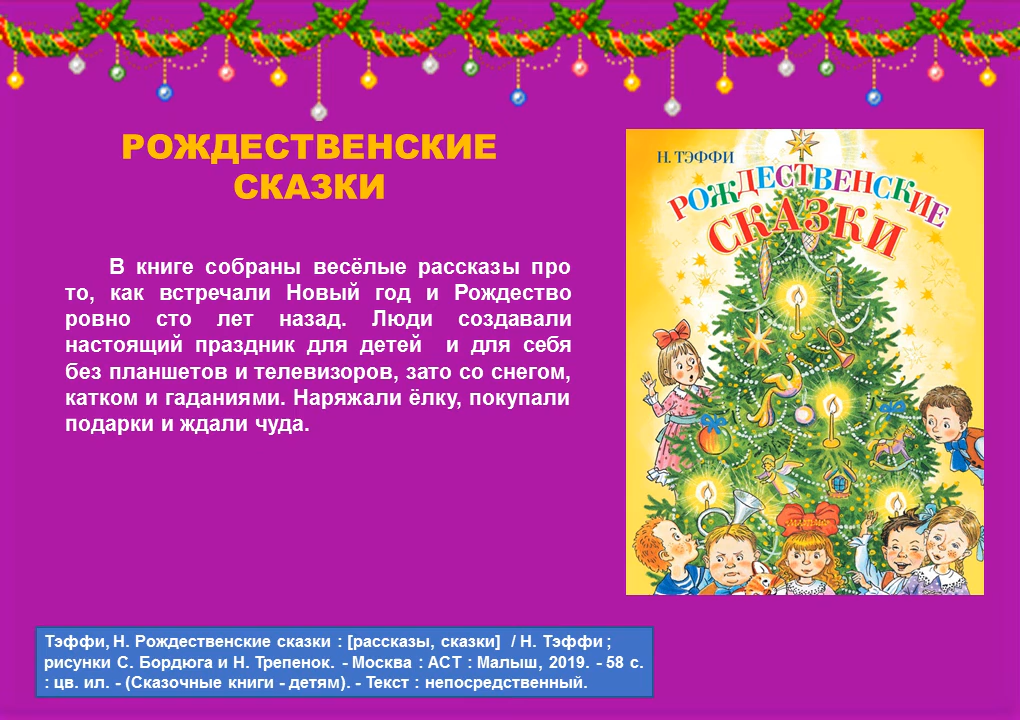 РОЖДЕСТВЕНСКИЕ
СКАЗКИ
В книге собраны весёлые рассказы про
то, как встречали Новый год и Рождество
ровно сто лет назад. Люди создавали
настоящий праздник для детей и для себя
без планшетов и телевизоров, зато со снегом,
катком и гаданиями. Наряжали ёлку, покупали
подарки и ждали чуда.
Н. ТЭФФИ
РОЖДЕСТВЕНСКИЕ
СКАЗКИ
МАЛЫШ
Тэффи, Н. Рождественские сказки : [рассказы, сказки] / Н. Тэффи ;
рисунки С. Бордюга и Н. Трепенок. - Москва : АСТ : Малыш, 2019. - 58 с.
: цв. ил. - (Сказочные книги - детям). - Текст : непосредственный.